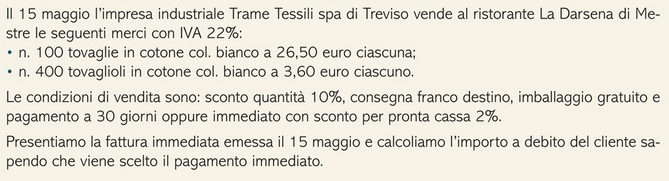 Il 15 maggio l'impresa industriale Trame Tessili spa di Treviso vende al ristorante La Darsena di Me-
stre le seguenti merci con IVA 22%:
• n. 100 tovaglie in cotone col. bianco a 26,50 euro ciascuna;
• n. 400 tovaglioli in cotone col. bianco a 3,60 euro ciascuno.
Le condizioni di vendita sono: sconto quantità 10%, consegna franco destino, imballaggio gratuito e
pagamento a 30 giorni oppure immediato con sconto per pronta cassa 2%.
Presentiamo la fattura immediata emessa il 15 maggio e calcoliamo l'importo a debito del cliente sa-
pendo che viene scelto il pagamento immediato.